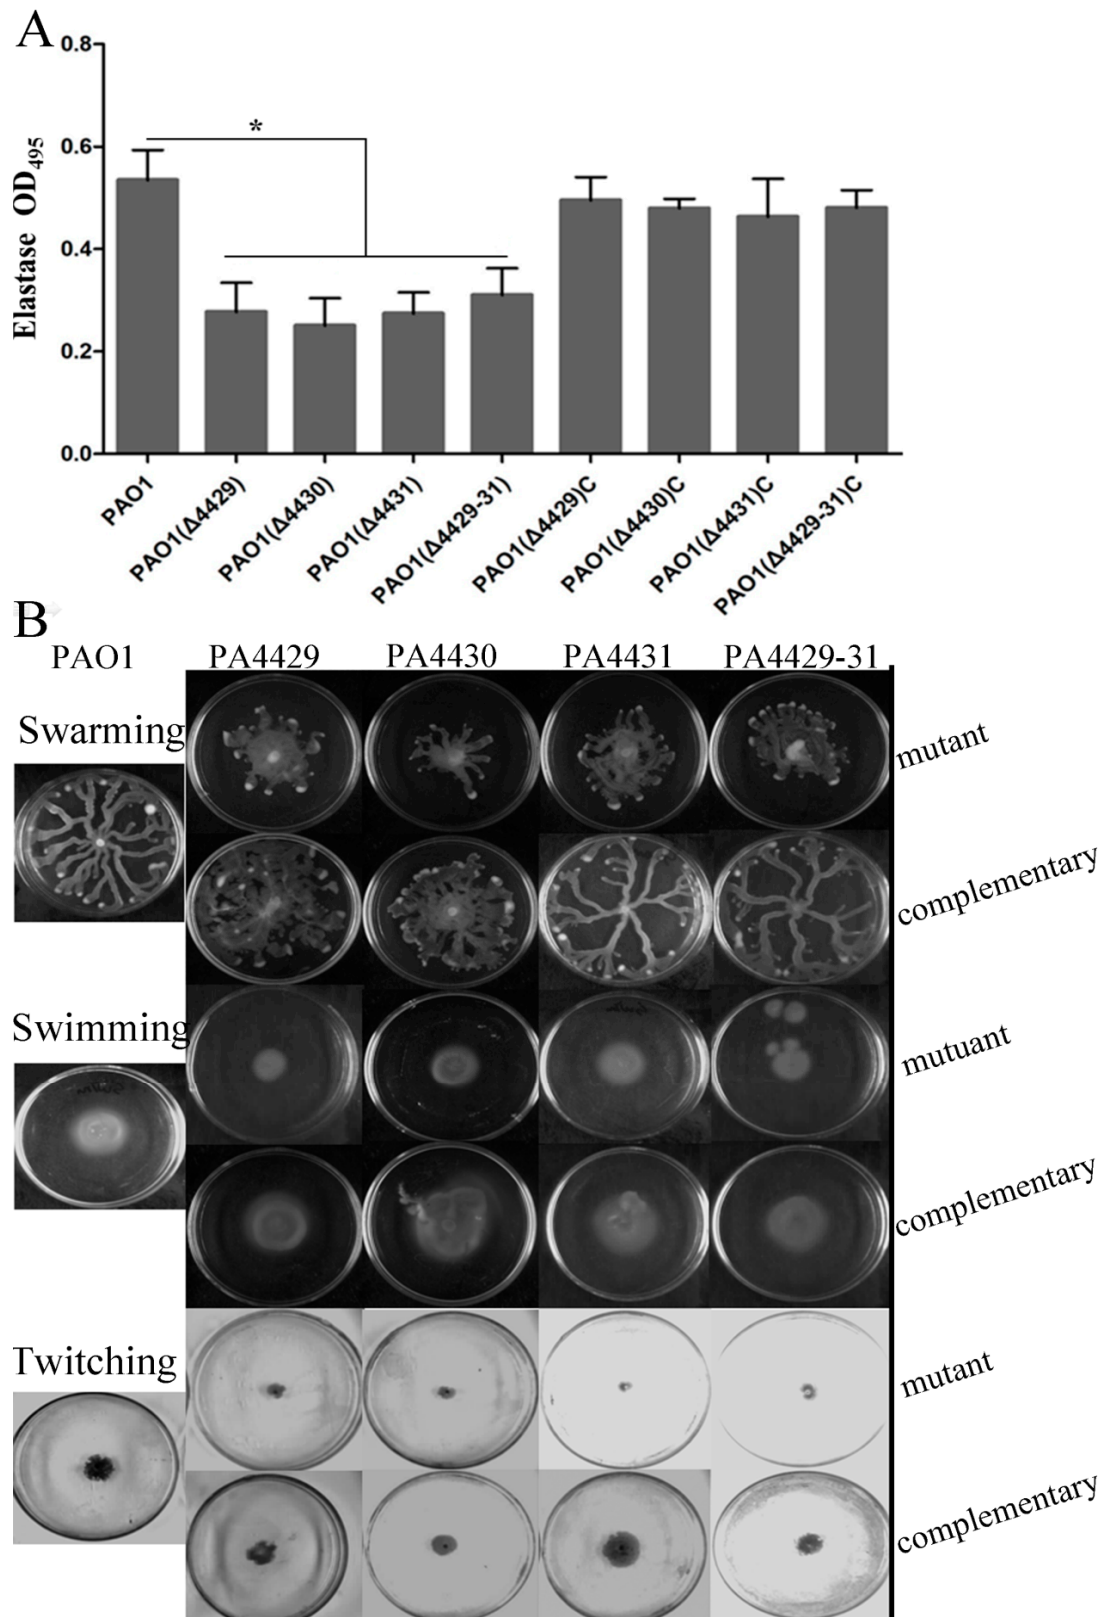 A
0.8
0.6
0.4
0.2
0.0
Elastase OD495
*
PAO1
PAO1(Δ4429)
PAO1(Δ4430)
PAO1(Δ4431)
PAO1(Δ4429-31)
PAO1(Δ4429)C
PAO1(Δ4430)C
PAO1(Δ4431)C
PAO1(Δ4429-31)C
B
PAO1 PA4429 PA4430 PA4431 PA4429-31
Swarming
mutant
complementary
Swimming
mutuant
complementary
Twitching
mutant
complementary